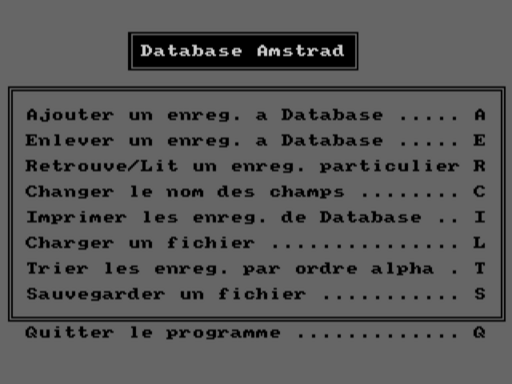 Database Amstrad
Ajouter un enreg. a Database ..... A
Enlever un enreg. a Database ..... E
Retrouve/Lit un enreg. particulier R
Changer le nom des champs ........ C
Imprimer les enreg. de Database .. I
Charger un fichier ............... L
Trier les enreg. par ordre alpha . T
Sauvegarder un fichier ........... S
Quitter le programme ............. Q